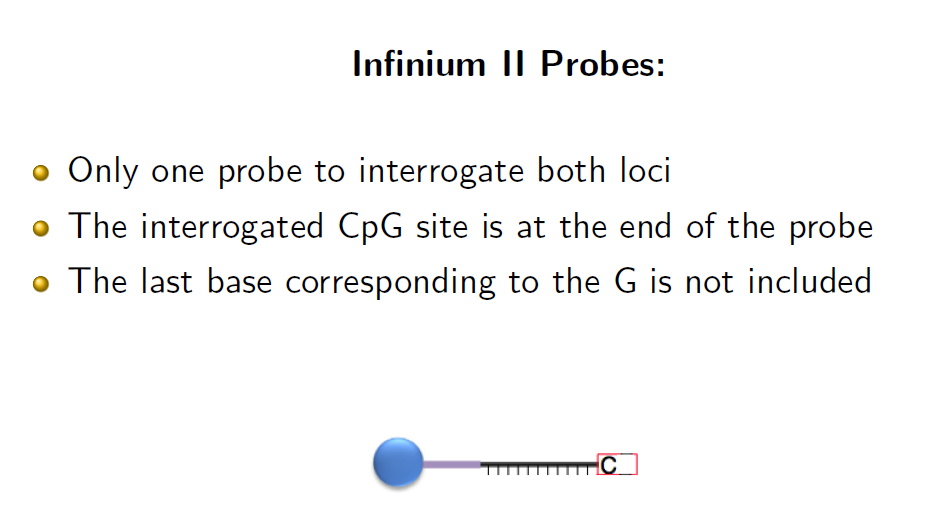 Infinium II Probes:
Only one probe to interrogate both loci
The interrogated CpG site is at the end of the probe
The last base corresponding to the G is not included
C